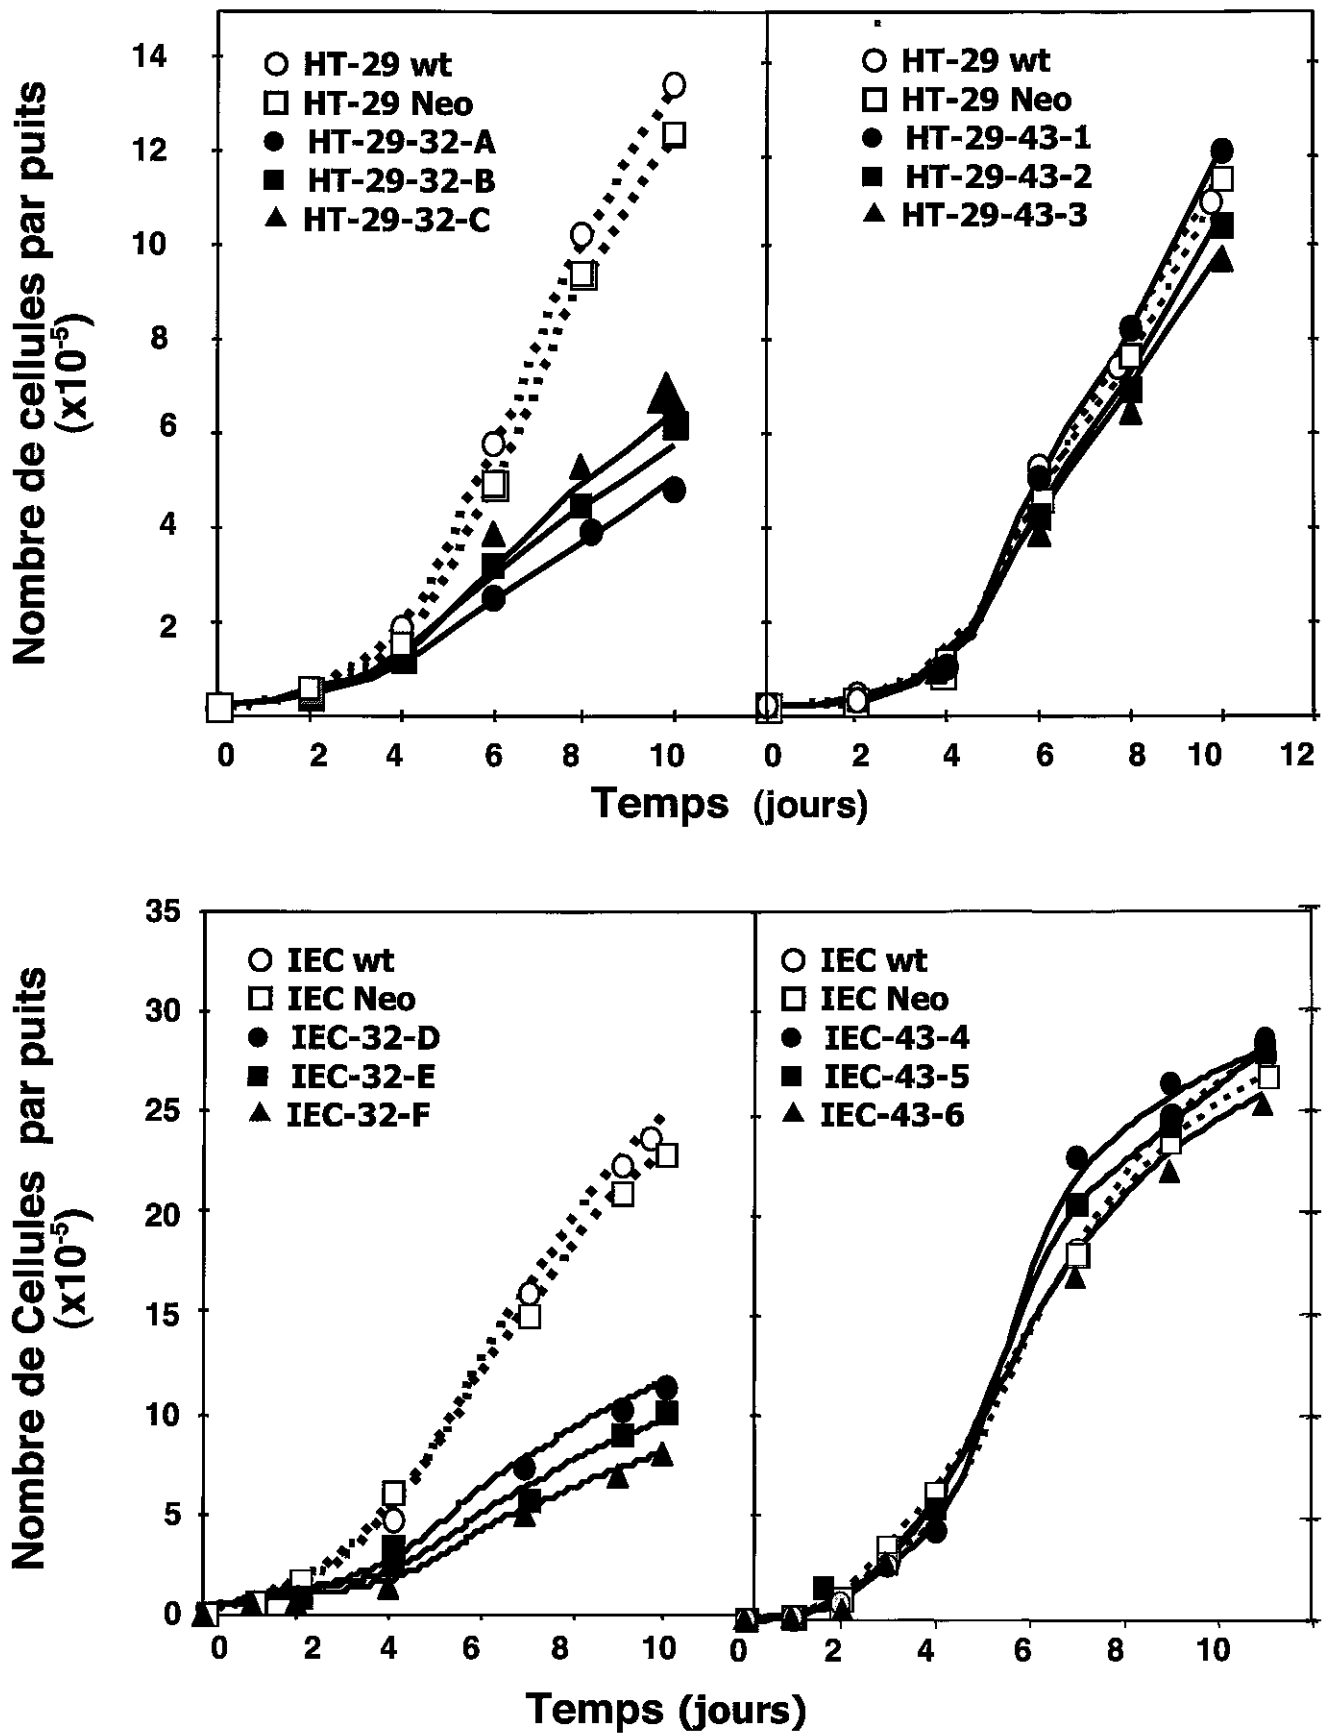 Nombre de cellules par puits
(x10-5)
14
12
10
8
6
4
2
HT-29 wt
HT-29 Neo
HT-29-32-A
HT-29-32-B
HT-29-32-C
HT-29 wt
HT-29 Neo
HT-29-43-1
HT-29-43-2
HT-29-43-3
0 2 4 6 8 10
0 2 4 6 8 10 12
Temps (jours)
Nombre de Cellules par puits
(x10-5)
35
30
25
20
15
10
5
0
IEC wt
IEC Neo
IEC-32-D
IEC-32-E
IEC-32-F
IEC wt
IEC Neo
IEC-43-4
IEC-43-5
IEC-43-6
0 2 4 6 8 10
0 2 4 6 8 10
Temps (jours)